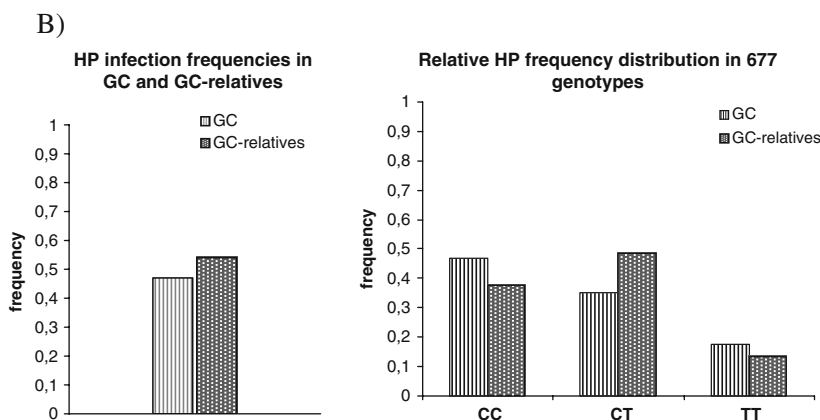 B)
HP infection frequencies in
GC and GC-relatives
GC
GC-relatives
1
0,9
0,8
0,7
0,6
0,5
0,4
0,3
0,2
0,1
0
frequency
Relative HP frequency distribution in 677
genotypes
GC
GC-relatives
1
0,9
0,8
0,7
0,6
0,5
0,4
0,3
0,2
0,1
0
frequency
CC
CT
TT